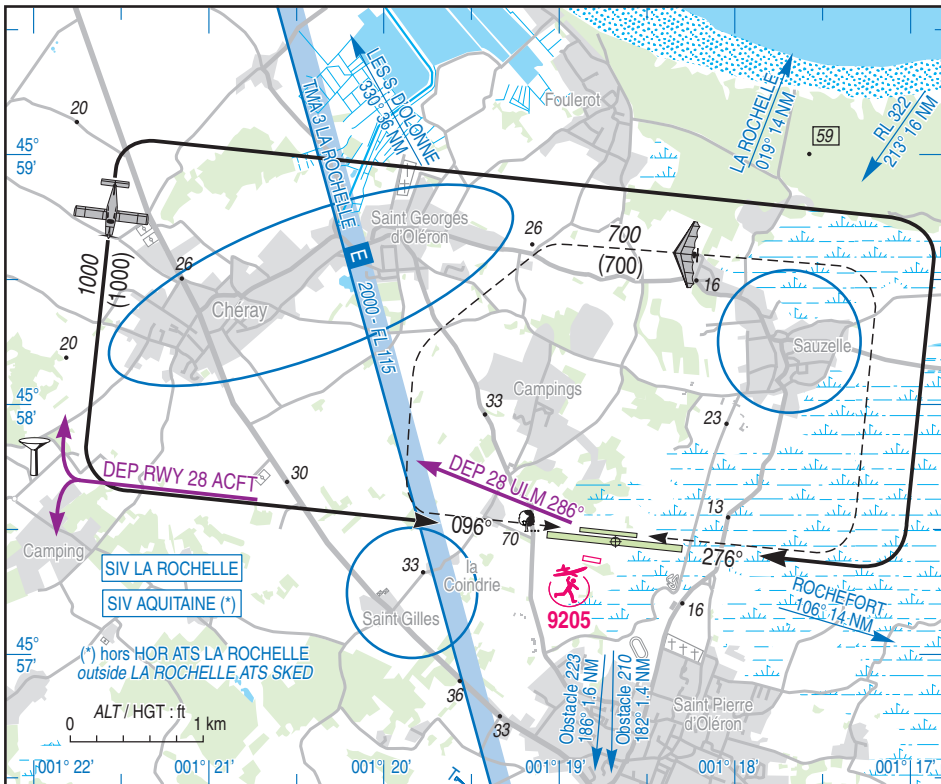 20
LES S. D'OLONNE
330° 36 NM
TMA 3 LA ROCHELLE
Foulerot
LA ROCHELLE
019° 14 NM
59
RL 322
213° 16 NM
45°
59'
Saint Georges
d'Oléron
26
700
(700)
16
1000
(1000)
26
E
2000 - FL 115
Chéray
Sauzelle
20
45°
58'
Campings
33
23
DEP RWY 28 ACFT
30
DEP 28 ULM 286°
096°
70
13
276°
Camping
SIV LA ROCHELLE
SIV AQUITAINE (*)
33
la
Coindrie
Saint Gilles
9205
16
ROCHEFORT
106° 14 NM
45°
57'
(*) hors HOR ATS LA ROCHELLE
outside LA ROCHELLE ATS SKED
36
33
Obstacle 223
186° 1.6 NM
Obstacle 210
182° 1.4 NM
Saint Pierre
d'Oléron
ALT / HGT : ft
0 1 km
001° 22'
001° 21'
001° 20'
001° 19'
001° 18'
001° 17'